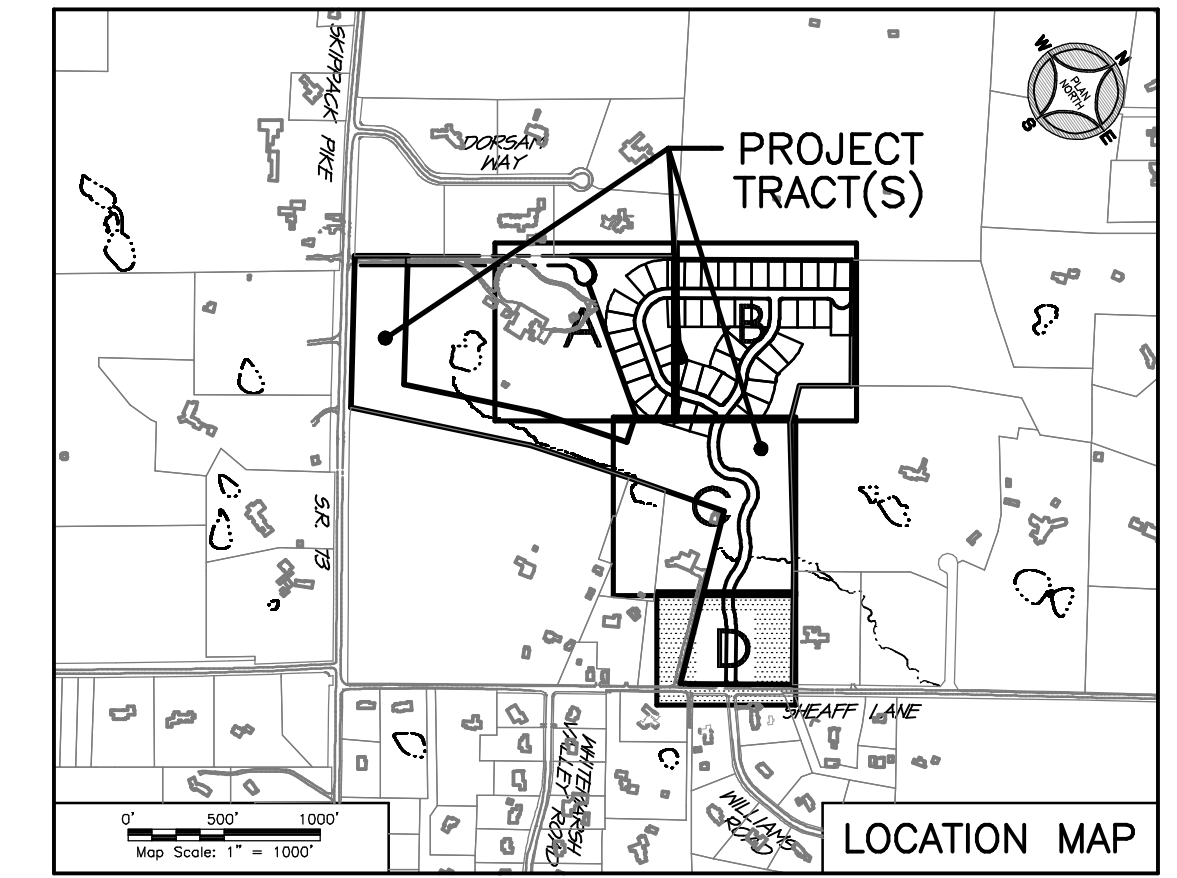 SKIPPACK PIKE
W
N
PLAN
NORTH
S
E
DORSAM
WAY
PROJECT
TRACT(S)
A
B
S.R. 73
C
D
SHEAFF LANE
WHITEMARSH
VALLEY ROAD
WILLIAMS
ROAD
0' 500' 1000'
Map Scale: 1" = 1000'
LOCATION MAP